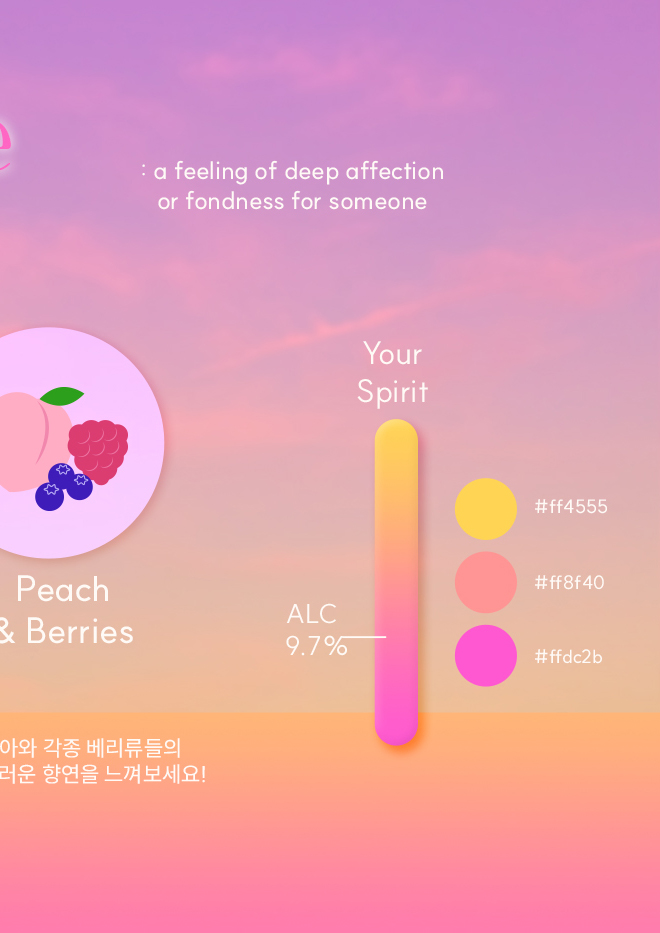 e
: a feeling of deep affection
or fondness for someone
Your
Spirit
#ff4555
#ff8f40
#ffdc2b
ALC
9.7%
Peach
& Berries
아와 각종 베리류들의
러운 향연을 느껴보세요!